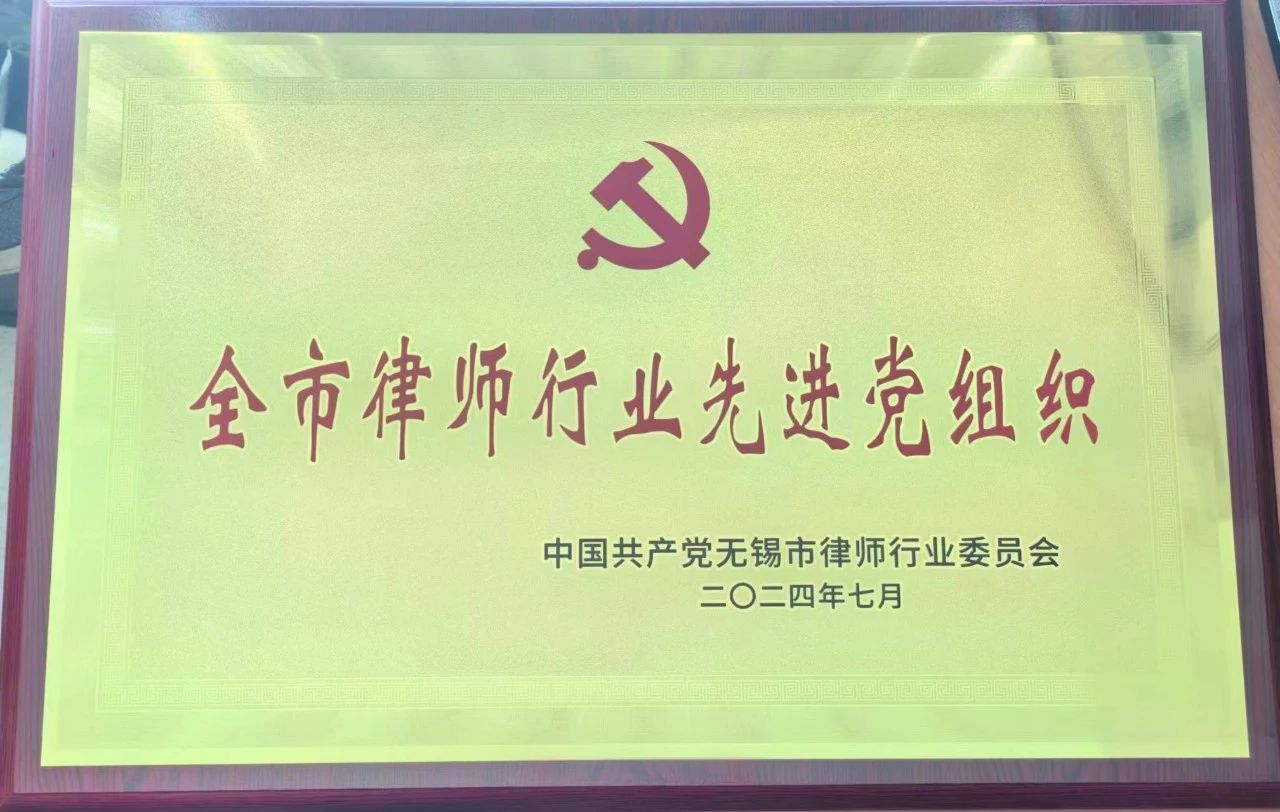 全市律师行业先进党组织
中国共产党无锡市律师行业委员会
二〇二四年七月